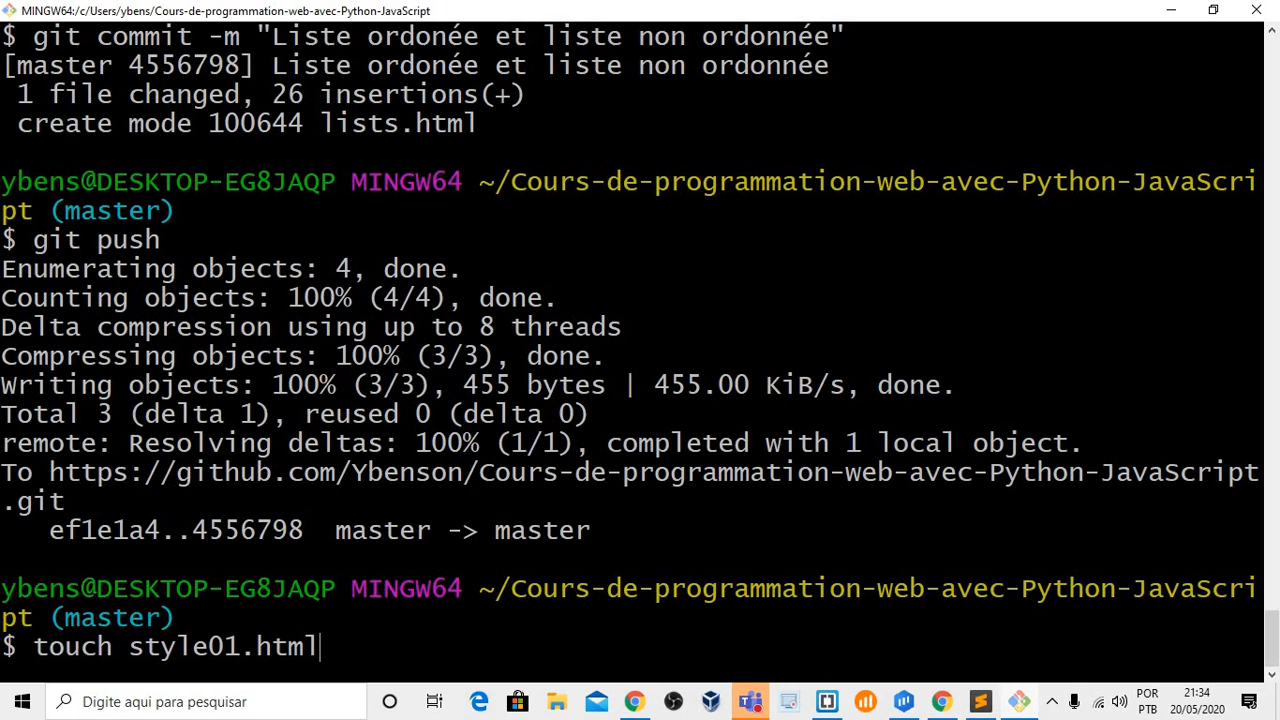 MINGW64:/c/Users/ybens/Cours-de-programmation-web-avec-Python-JavaScript
$ git commit -m "Liste ordonée et liste non ordonnée"
[master 4556798] Liste ordonée et liste non ordonnée
 1 file changed, 26 insertions(+)
 create mode 100644 lists.html
ybens@DESKTOP-EG8JAQP MINGW64 ~/Cours-de-programmation-web-avec-Python-JavaScri
pt (master)
$ git push
Enumerating objects: 4, done.
Counting objects: 100% (4/4), done.
Delta compression using up to 8 threads
Compressing objects: 100% (3/3), done.
Writing objects: 100% (3/3), 455 bytes | 455.00 KiB/s, done.
Total 3 (delta 1), reused 0 (delta 0)
remote: Resolving deltas: 100% (1/1), completed with 1 local object.
To https://github.com/Ybenson/Cours-de-programmation-web-avec-Python-JavaScript
.git
   ef1e1a4..4556798  master -> master
ybens@DESKTOP-EG8JAQP MINGW64 ~/Cours-de-programmation-web-avec-Python-JavaScri
pt (master)
$ touch style01.html
Digite aqui para pesquisar
POR
PTB
21:34
20/05/2020